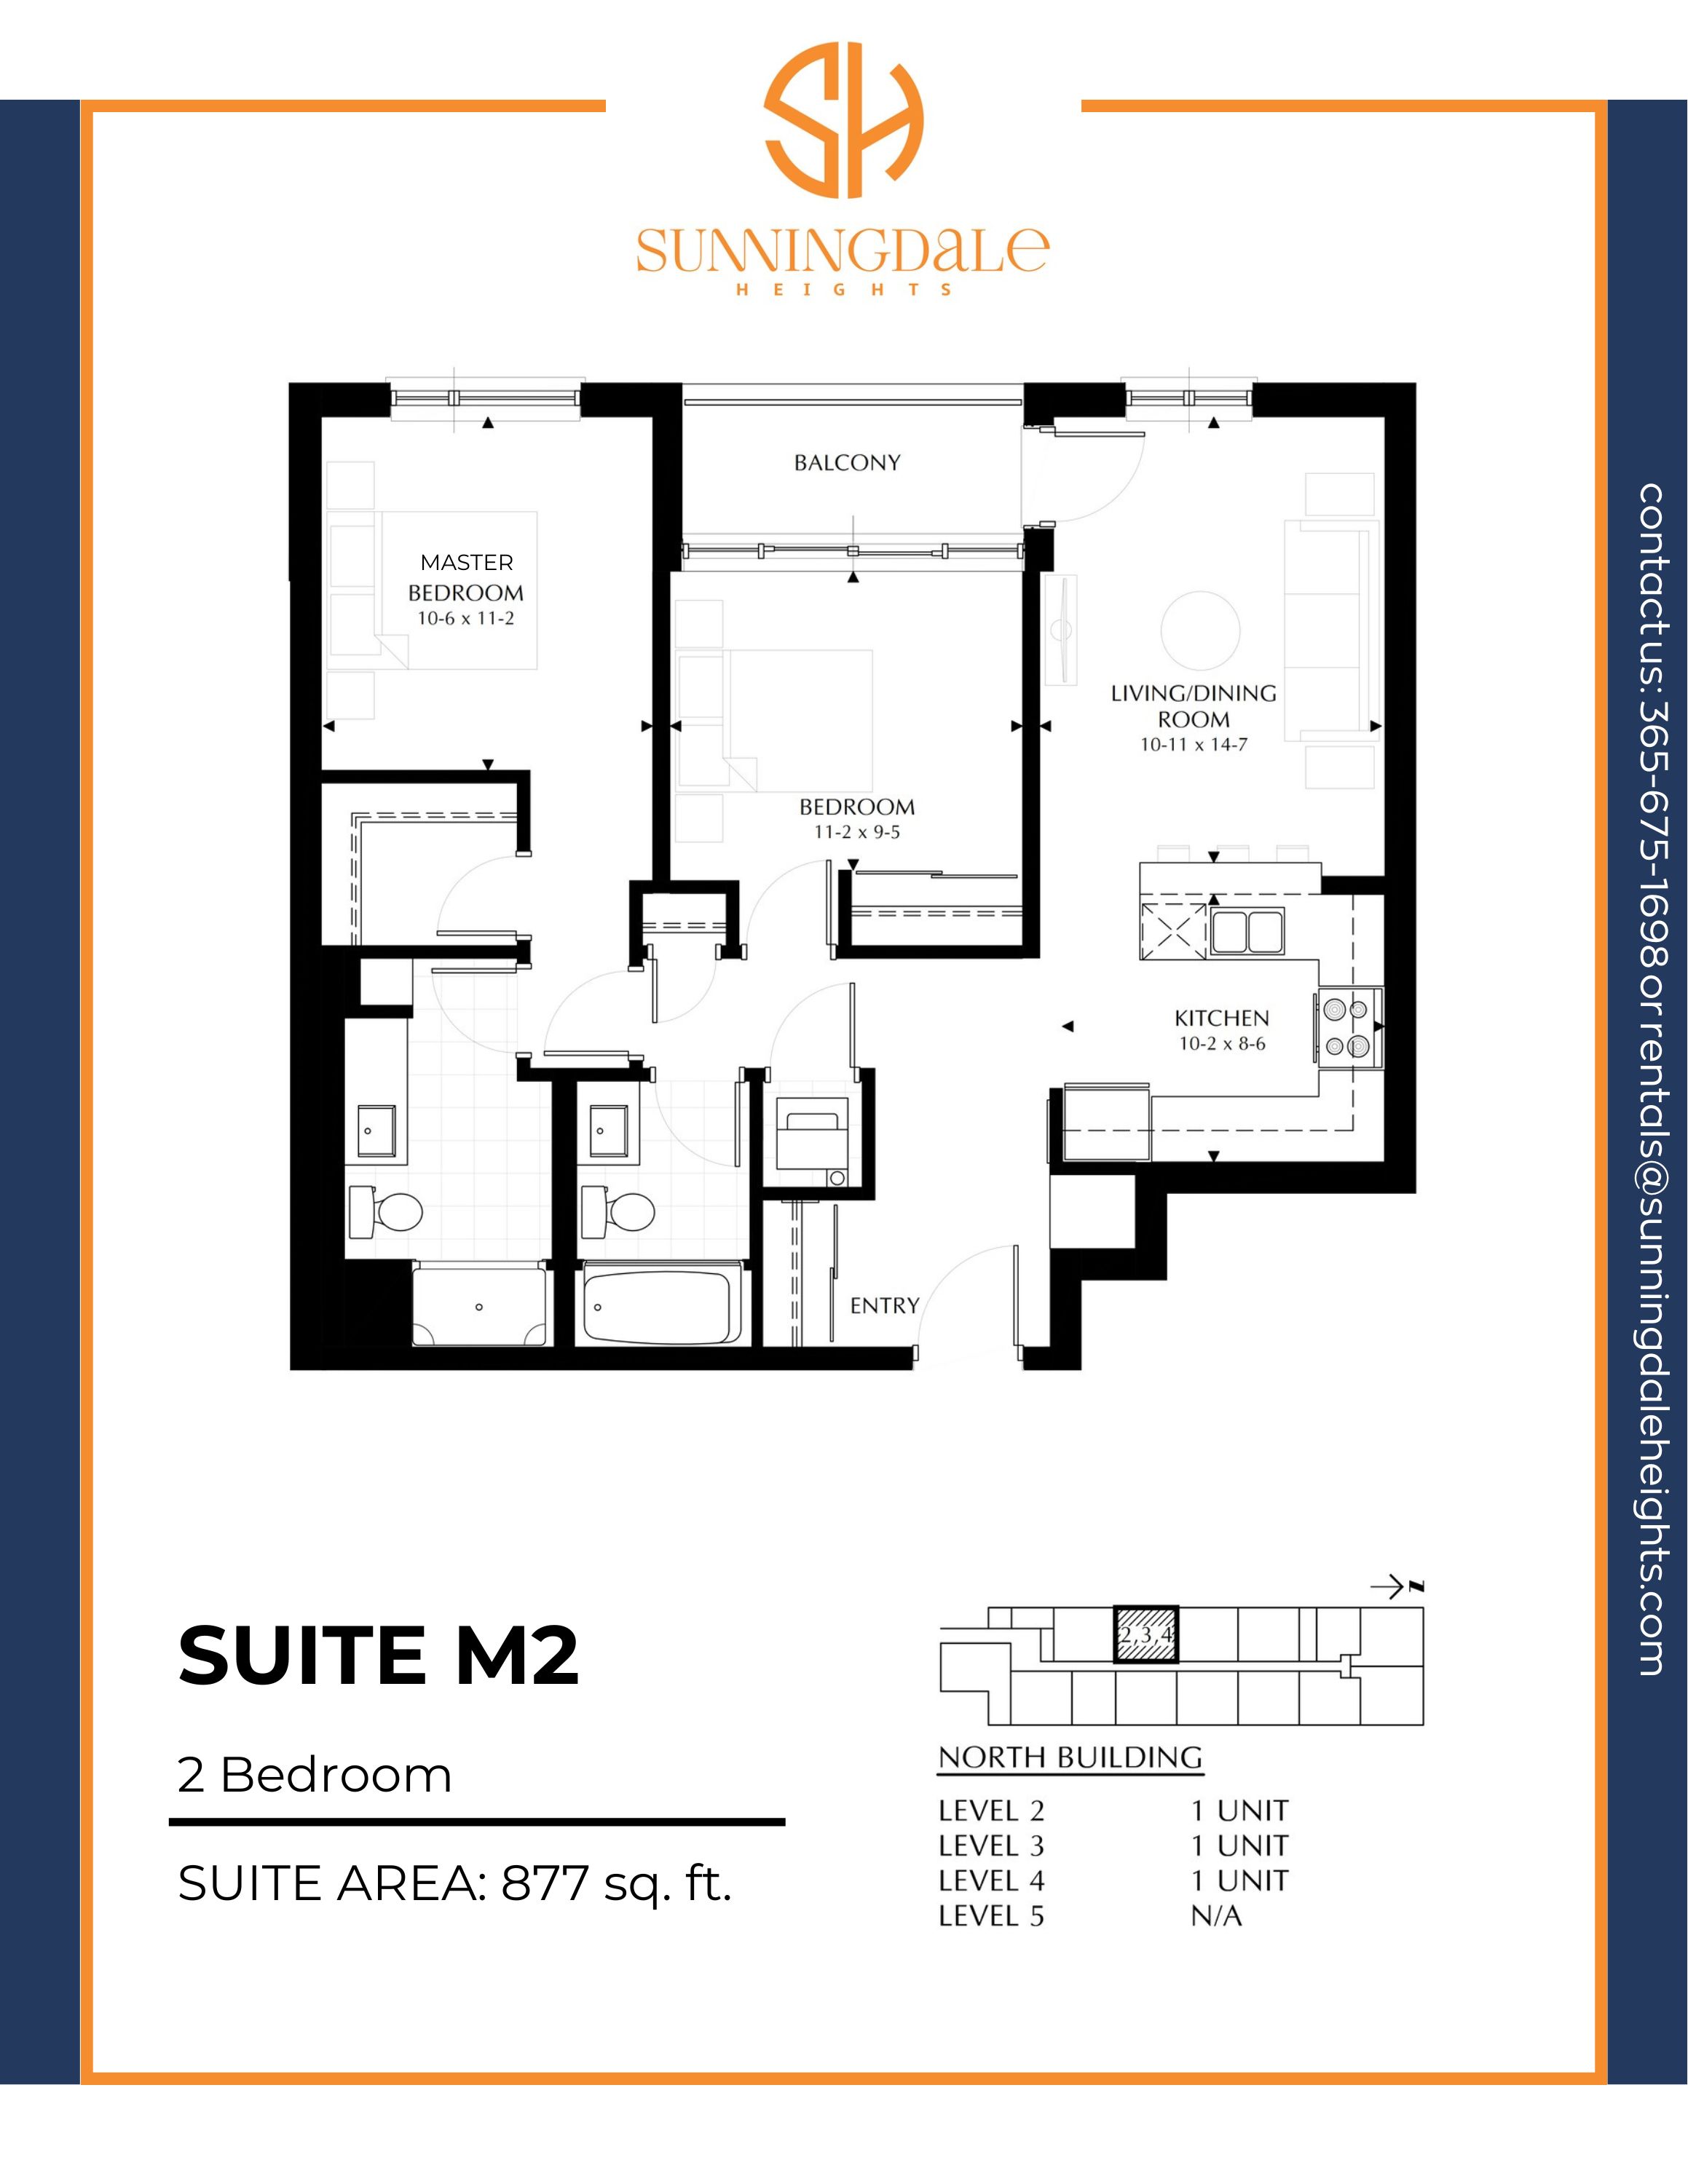 SH
SUNNINGDALE
HEIGHTS
BALCONY
MASTER
BEDROOM
10-6 x 11-2
BEDROOM
11-2 x 9-5
LIVING/DINING
ROOM
10-11 x 14-7
KITCHEN
10-2 x 8-6
ENTRY
contact us: 365-675-1698 or rentals@sunningdaleheights.com
SUITE M2
2 Bedroom
SUITE AREA: 877 sq. ft.
N
2,3,4
NORTH BUILDING
LEVEL 2 1 UNIT
LEVEL 3 1 UNIT
LEVEL 4 1 UNIT
LEVEL 5 N/A